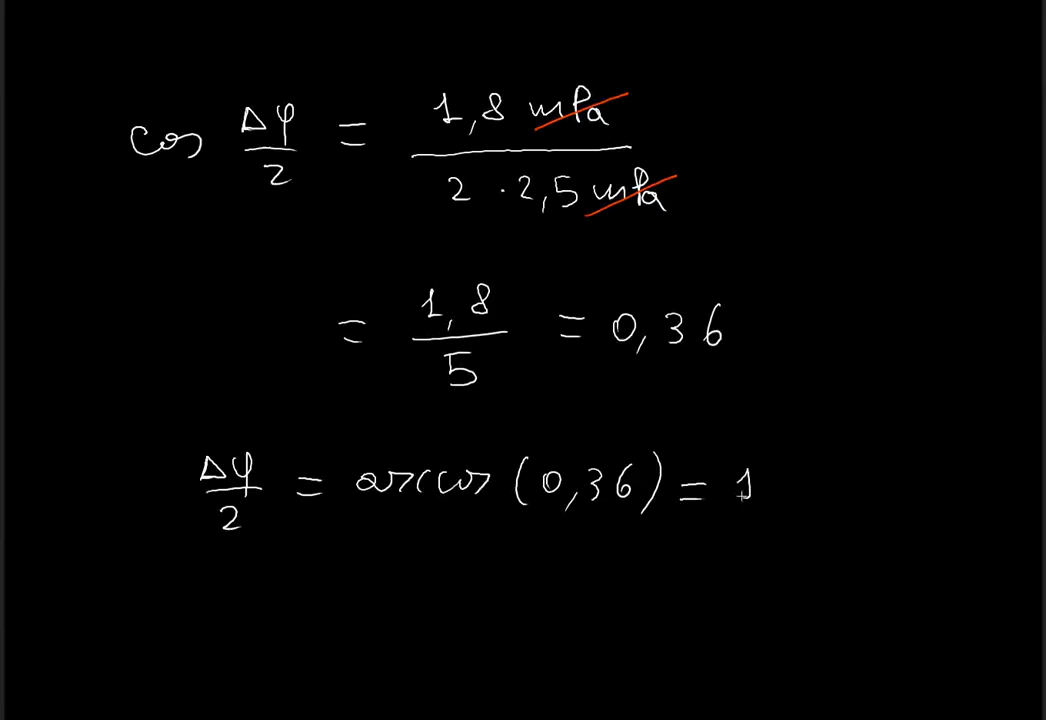 cos Δφ/2 = 1,8 mPa / 2 · 2,5 mPa
= 1,8 / 5 = 0,36
Δφ/2 = arccos (0,36) = 1